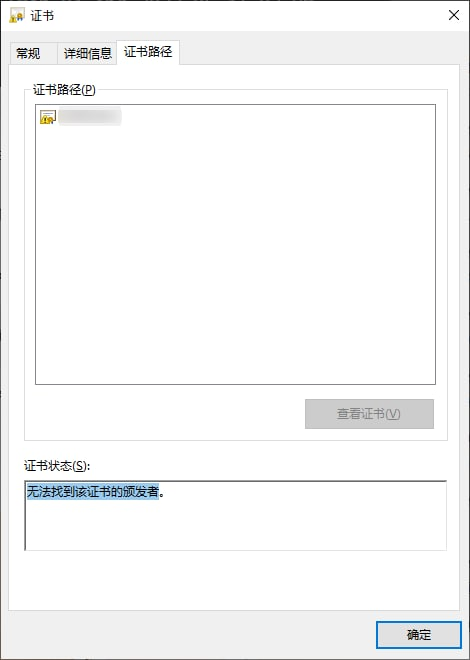 证书
常规 详细信息 证书路径
证书路径(P)
查看证书(V)
证书状态(S):
无法找到该证书的颁发者。
确定